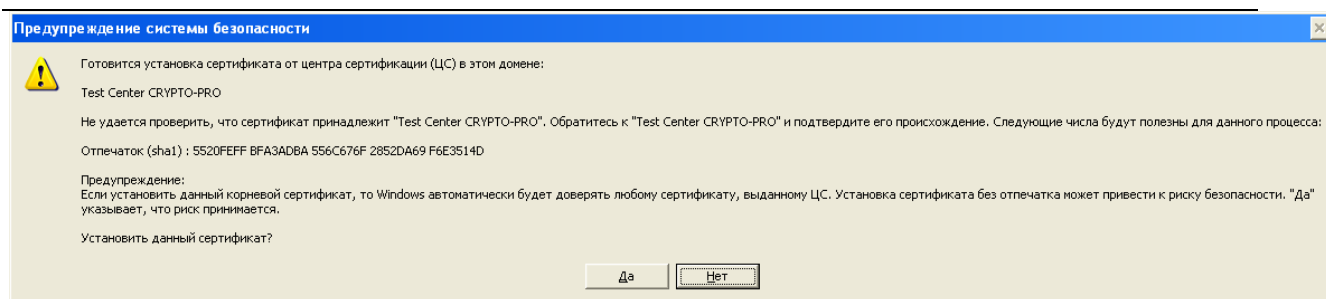 Предупреждение системы безопасности
Готовится установка сертификата от центра сертификации (ЦС) в этом домене:
Test Center CRYPTO-PRO
Не удается проверить, что сертификат принадлежит "Test Center CRYPTO-PRO". Обратитесь к "Test Center CRYPTO-PRO" и подтвердите его происхождение. Следующие числа будут полезны для данного процесса:
Отпечаток (sha1) : 5520FEFF BFA3ADBA 556C676F 2852DA69 F6E3514D
Предупреждение:
Если установить данный корневой сертификат, то Windows автоматически будет доверять любому сертификату, выданному ЦС. Установка сертификата без отпечатка может привести к риску безопасности. "Да"
указывает, что риск принимается.
Установить данный сертификат?
Да Нет